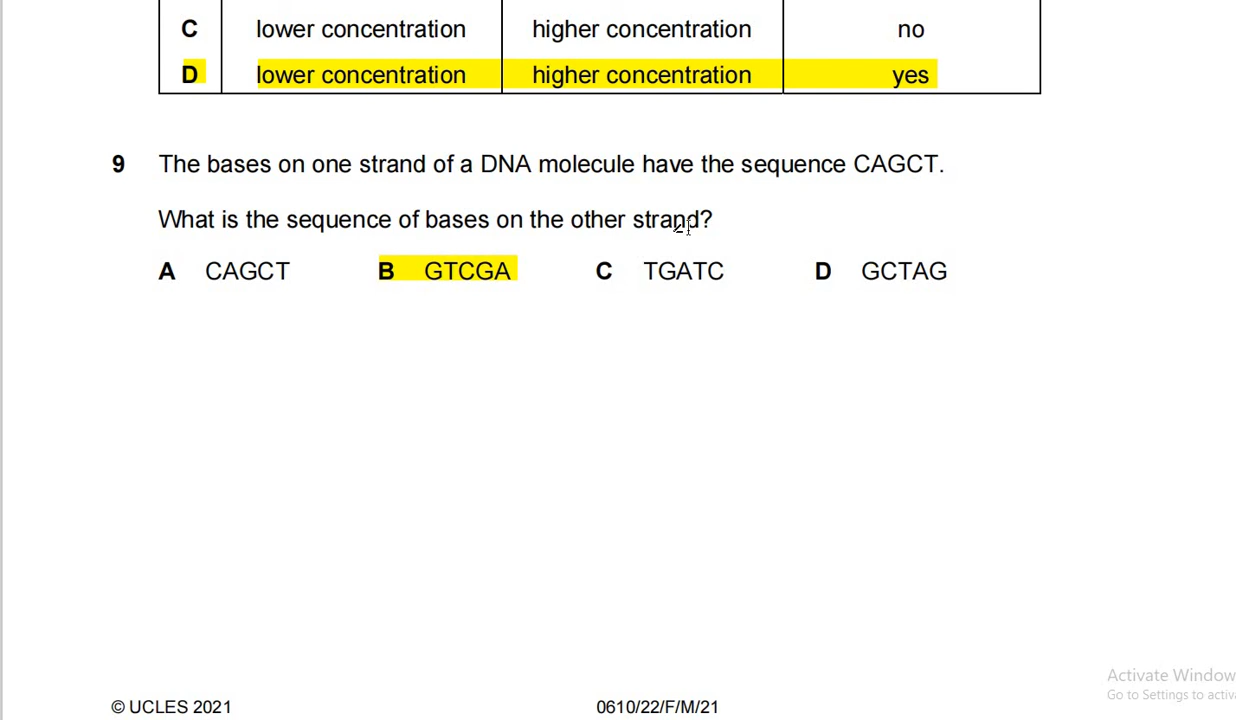 C lower concentration higher concentration no
D lower concentration higher concentration yes
9 The bases on one strand of a DNA molecule have the sequence CAGCT.
What is the sequence of bases on the other strand?
A CAGCT B GTCGA C TGATC D GCTAG
Activate Window
Go to Settings to activa
© UCLES 2021 0610/22/F/M/21